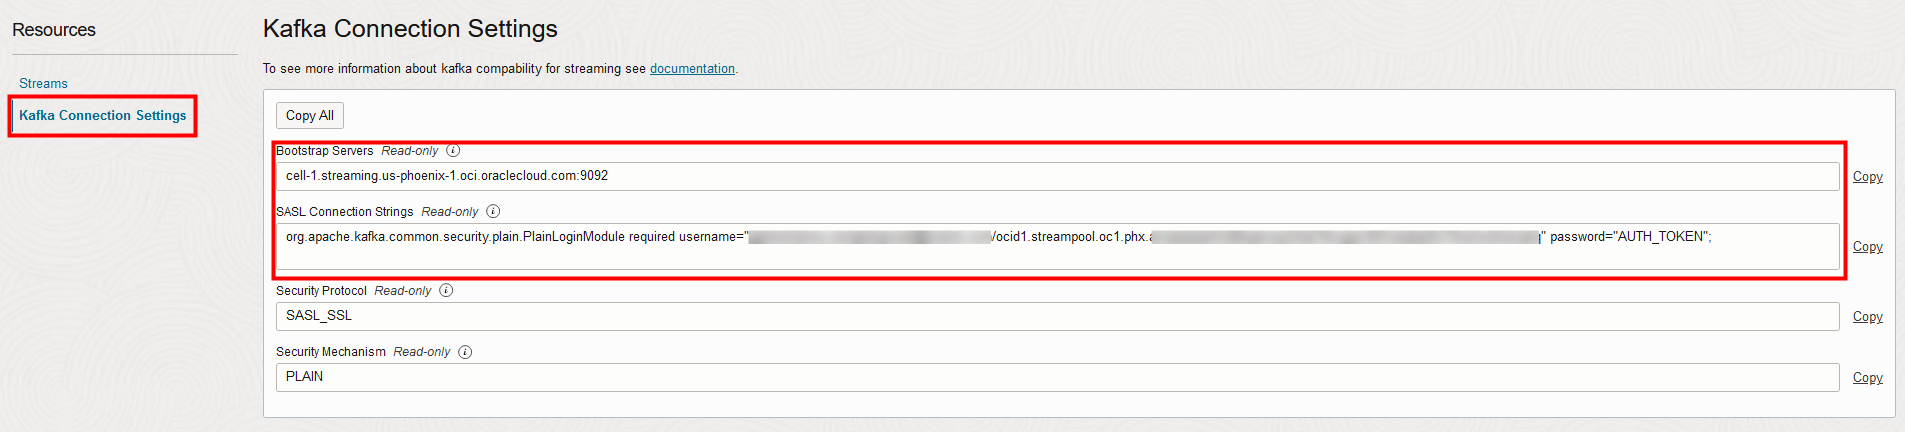 Resources
Streams
Kafka Connection Settings
Kafka Connection Settings
To see more information about kafka compability for streaming see documentation.
Copy All
Bootstrap Servers Read-only
cell-1.streaming.us-phoenix-1.oci.oraclecloud.com:9092
Copy
SASL Connection Strings Read-only
org.apache.kafka.common.security.plain.PlainLoginModule required username=" /ocid1.streampool.oc1.phx. " password="AUTH_TOKEN";
Copy
Security Protocol Read-only
SASL_SSL
Copy
Security Mechanism Read-only
PLAIN
Copy